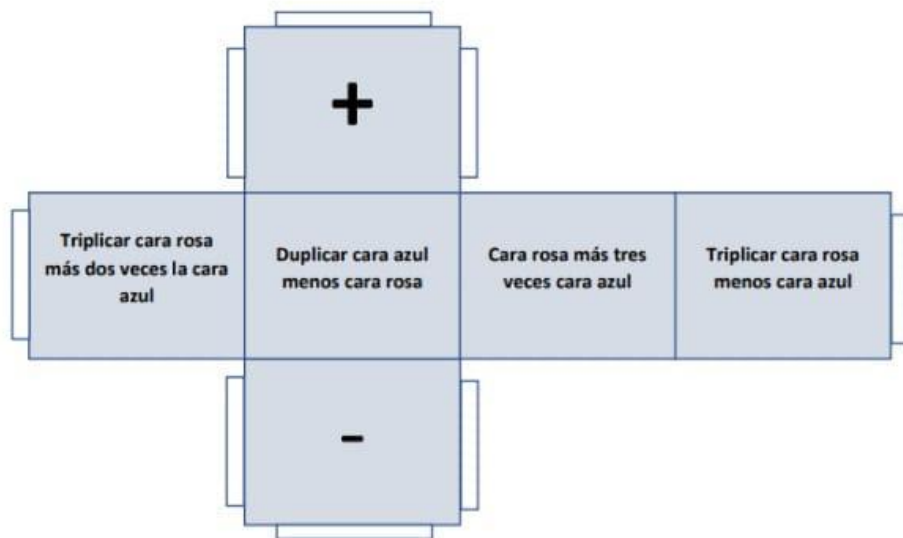 +
Triplicar cara rosa
más dos veces la cara
azul
Duplicar cara azul
menos cara rosa
Cara rosa más tres
veces cara azul
Triplicar cara rosa
menos cara azul
-